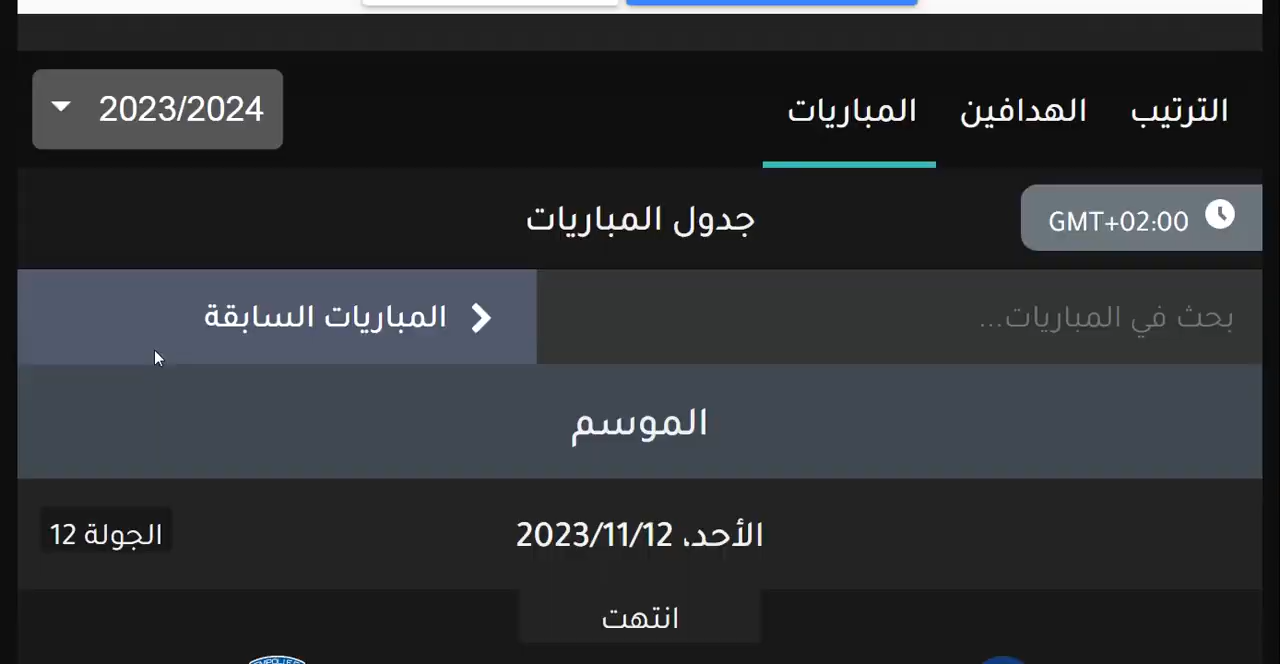 الترتيب الهدافين المباريات 2023/2024
GMT+02:00 جدول المباريات
بحث في المباريات... المباريات السابقة
الموسم
الأحد، 2023/11/12 الجولة 12
انتهت